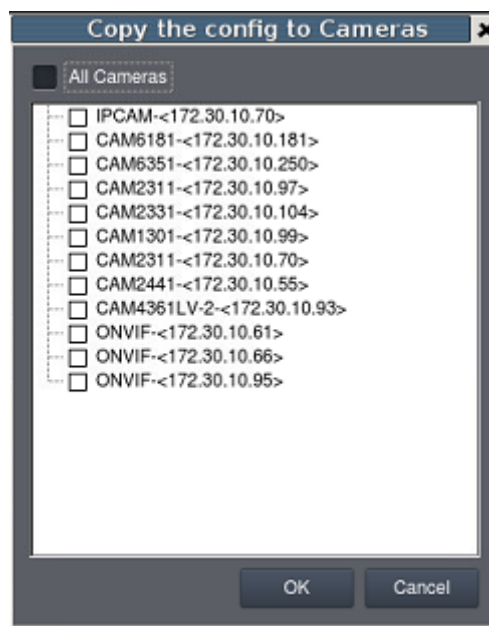 Copy the config to Cameras
All Cameras
IPCAM-<172.30.10.70>
CAM6181-<172.30.10.181>
CAM6351-<172.30.10.250>
CAM2311-<172.30.10.97>
CAM2331-<172.30.10.104>
CAM1301-<172.30.10.99>
CAM2311-<172.30.10.70>
CAM2441-<172.30.10.55>
CAM4361LV-2-<172.30.10.93>
ONVIF-<172.30.10.61>
ONVIF-<172.30.10.66>
ONVIF-<172.30.10.95>
OK Cancel